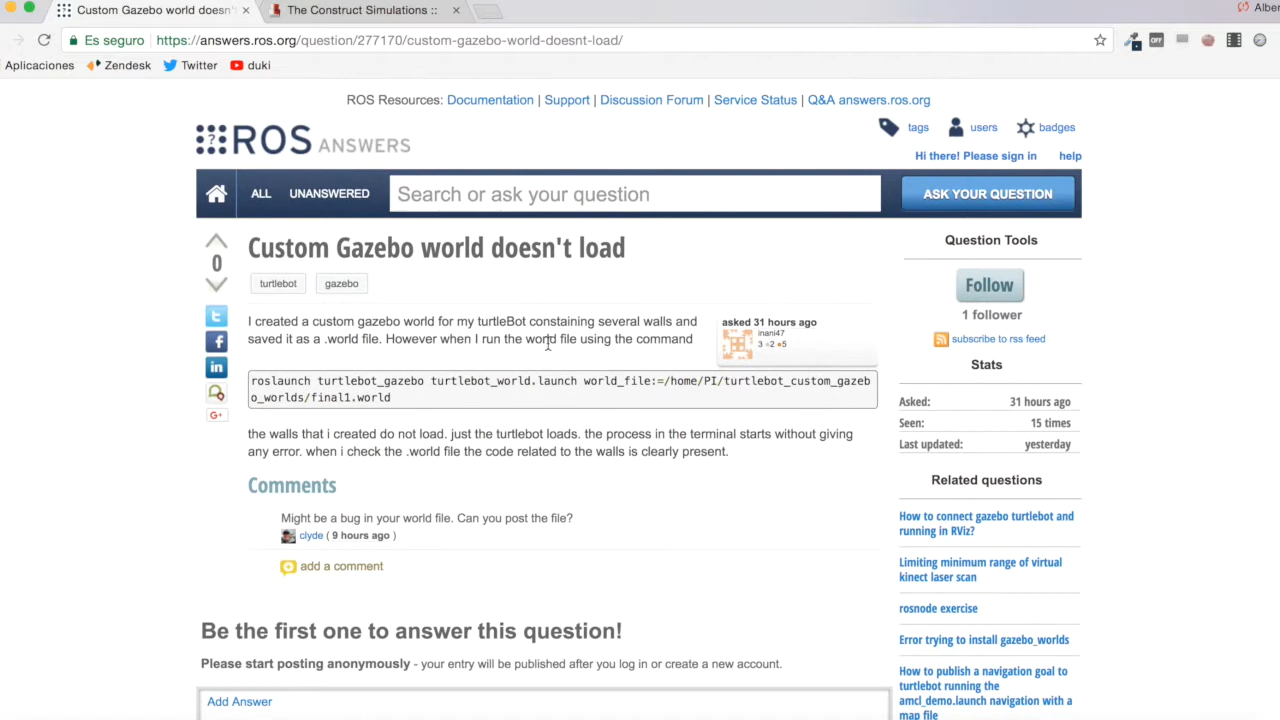 Custom Gazebo world doesn'
The Construct Simulations ::
Alber
Es seguro
https://answers.ros.org/question/277170/custom-gazebo-world-doesnt-load/
OFF
Aplicaciones Zendesk Twitter duki
ROS Resources: Documentation | Support | Discussion Forum | Service Status | Q&A answers.ros.org
tags users badges
? ROS ANSWERS
Hi there! Please sign in help
ALL UNANSWERED Search or ask your question ASK YOUR QUESTION
0
Custom Gazebo world doesn't load
turtlebot gazebo
I created a custom gazebo world for my turtleBot constaining several walls and
saved it as a .world file. However when I run the world file using the command
asked 31 hours ago
inani47
3 ●2 ●5
roslaunch turtlebot_gazebo turtlebot_world.launch world_file:=/home/PI/turtlebot_custom_gazeb
o_worlds/final1.world
the walls that i created do not load. just the turtlebot loads. the process in the terminal starts without giving
any error. when i check the .world file the code related to the walls is clearly present.
G+
Comments
Might be a bug in your world file. Can you post the file?
clyde ( 9 hours ago )
add a comment
Be the first one to answer this question!
Please start posting anonymously - your entry will be published after you log in or create a new account.
Add Answer
Question Tools
Follow
1 follower
subscribe to rss feed
Stats
Asked: 31 hours ago
Seen: 15 times
Last updated: yesterday
Related questions
How to connect gazebo turtlebot and
running in RViz?
Limiting minimum range of virtual
kinect laser scan
rosnode exercise
Error trying to install gazebo_worlds
How to publish a navigation goal to
turtlebot running the
amcl_demo.launch navigation with a
map file